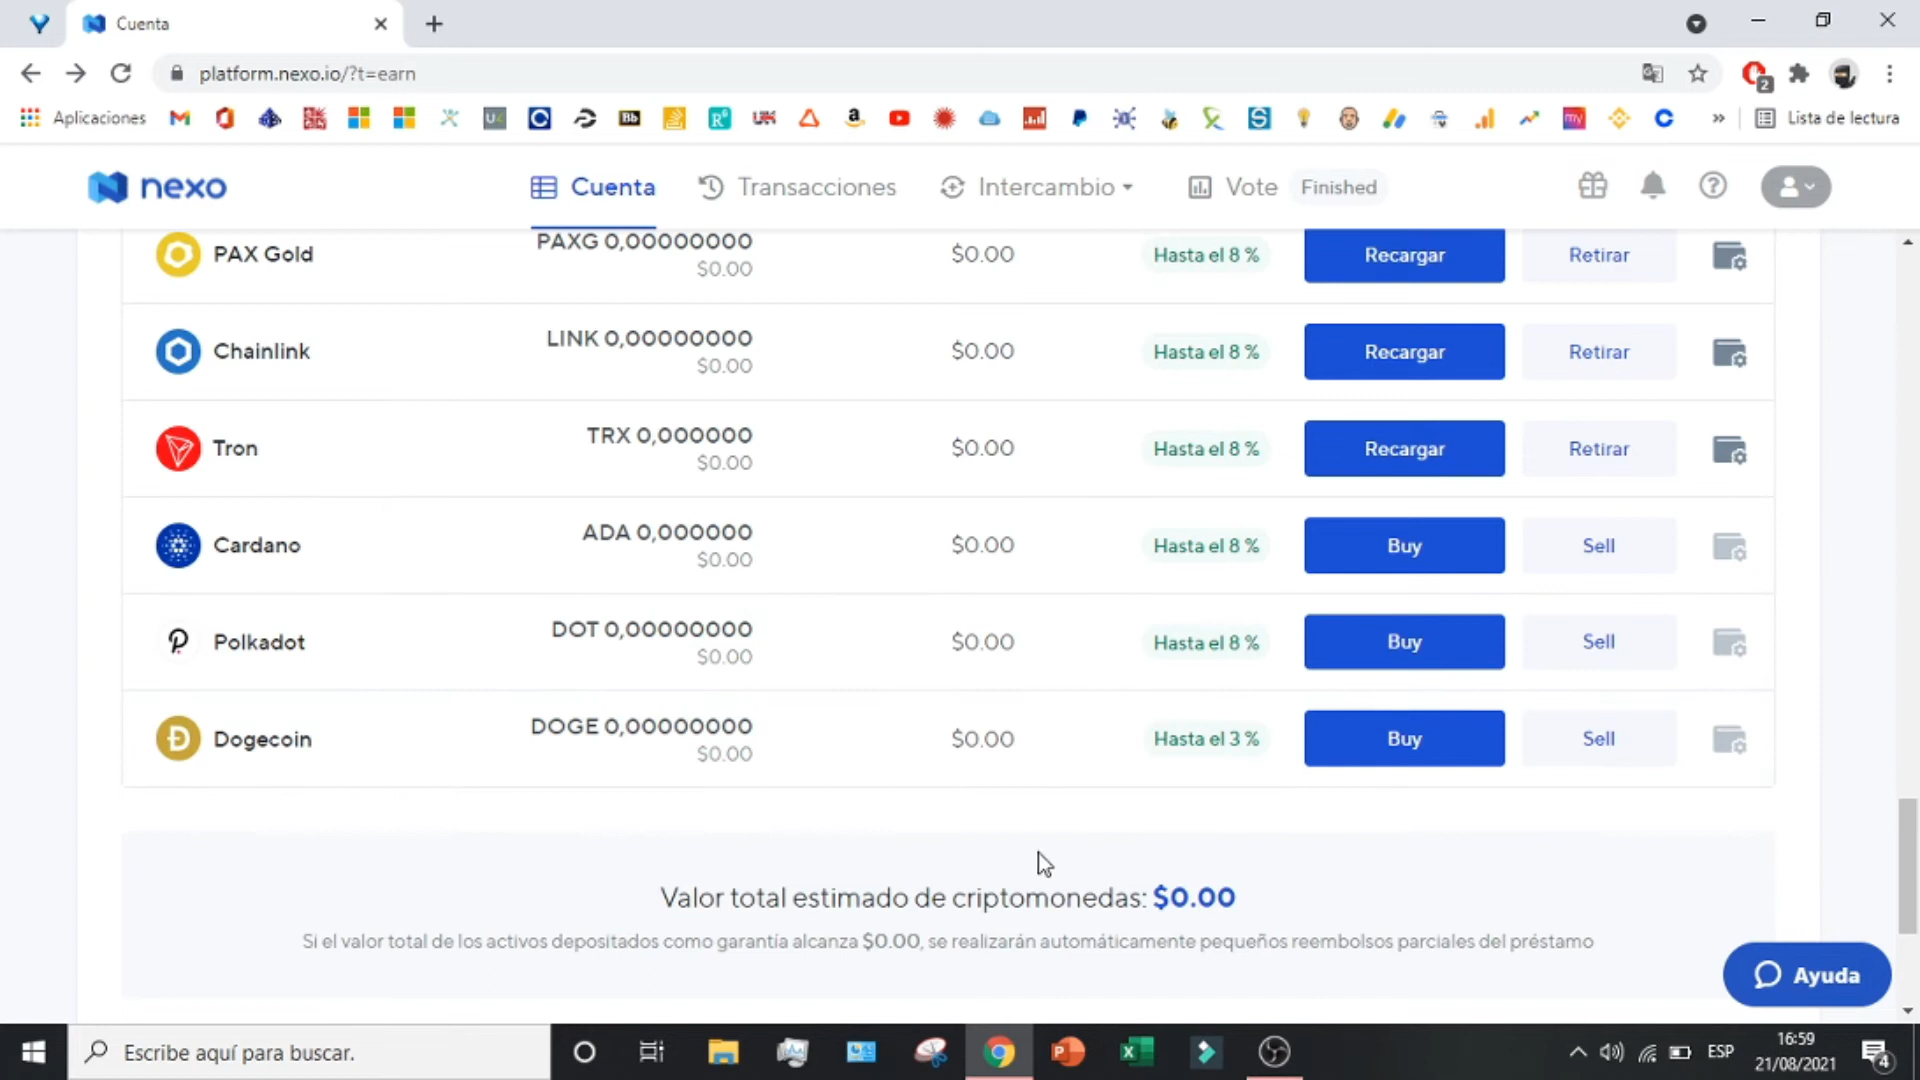 Cuenta
platform.nexo.io/?t=earn
2
Aplicaciones
Bb
my
»
Lista de lectura
nexo
Cuenta
Transacciones
Intercambio
Vote
Finished
PAX Gold
PAXG 0,00000000
$0.00
$0.00
Hasta el 8 %
Recargar
Retirar
Chainlink
LINK 0,00000000
$0.00
$0.00
Hasta el 8 %
Recargar
Retirar
Tron
TRX 0,000000
$0.00
$0.00
Hasta el 8 %
Recargar
Retirar
Cardano
ADA 0,000000
$0.00
$0.00
Hasta el 8 %
Buy
Sell
Polkadot
DOT 0,00000000
$0.00
$0.00
Hasta el 8 %
Buy
Sell
Dogecoin
DOGE 0,00000000
$0.00
$0.00
Hasta el 3 %
Buy
Sell
Valor total estimado de criptomonedas: $0.00
Si el valor total de los activos depositados como garantía alcanza $0.00, se realizarán automáticamente pequeños reembolsos parciales del préstamo
Ayuda
Escribe aquí para buscar.
ESP
16:59
21/08/2021
4